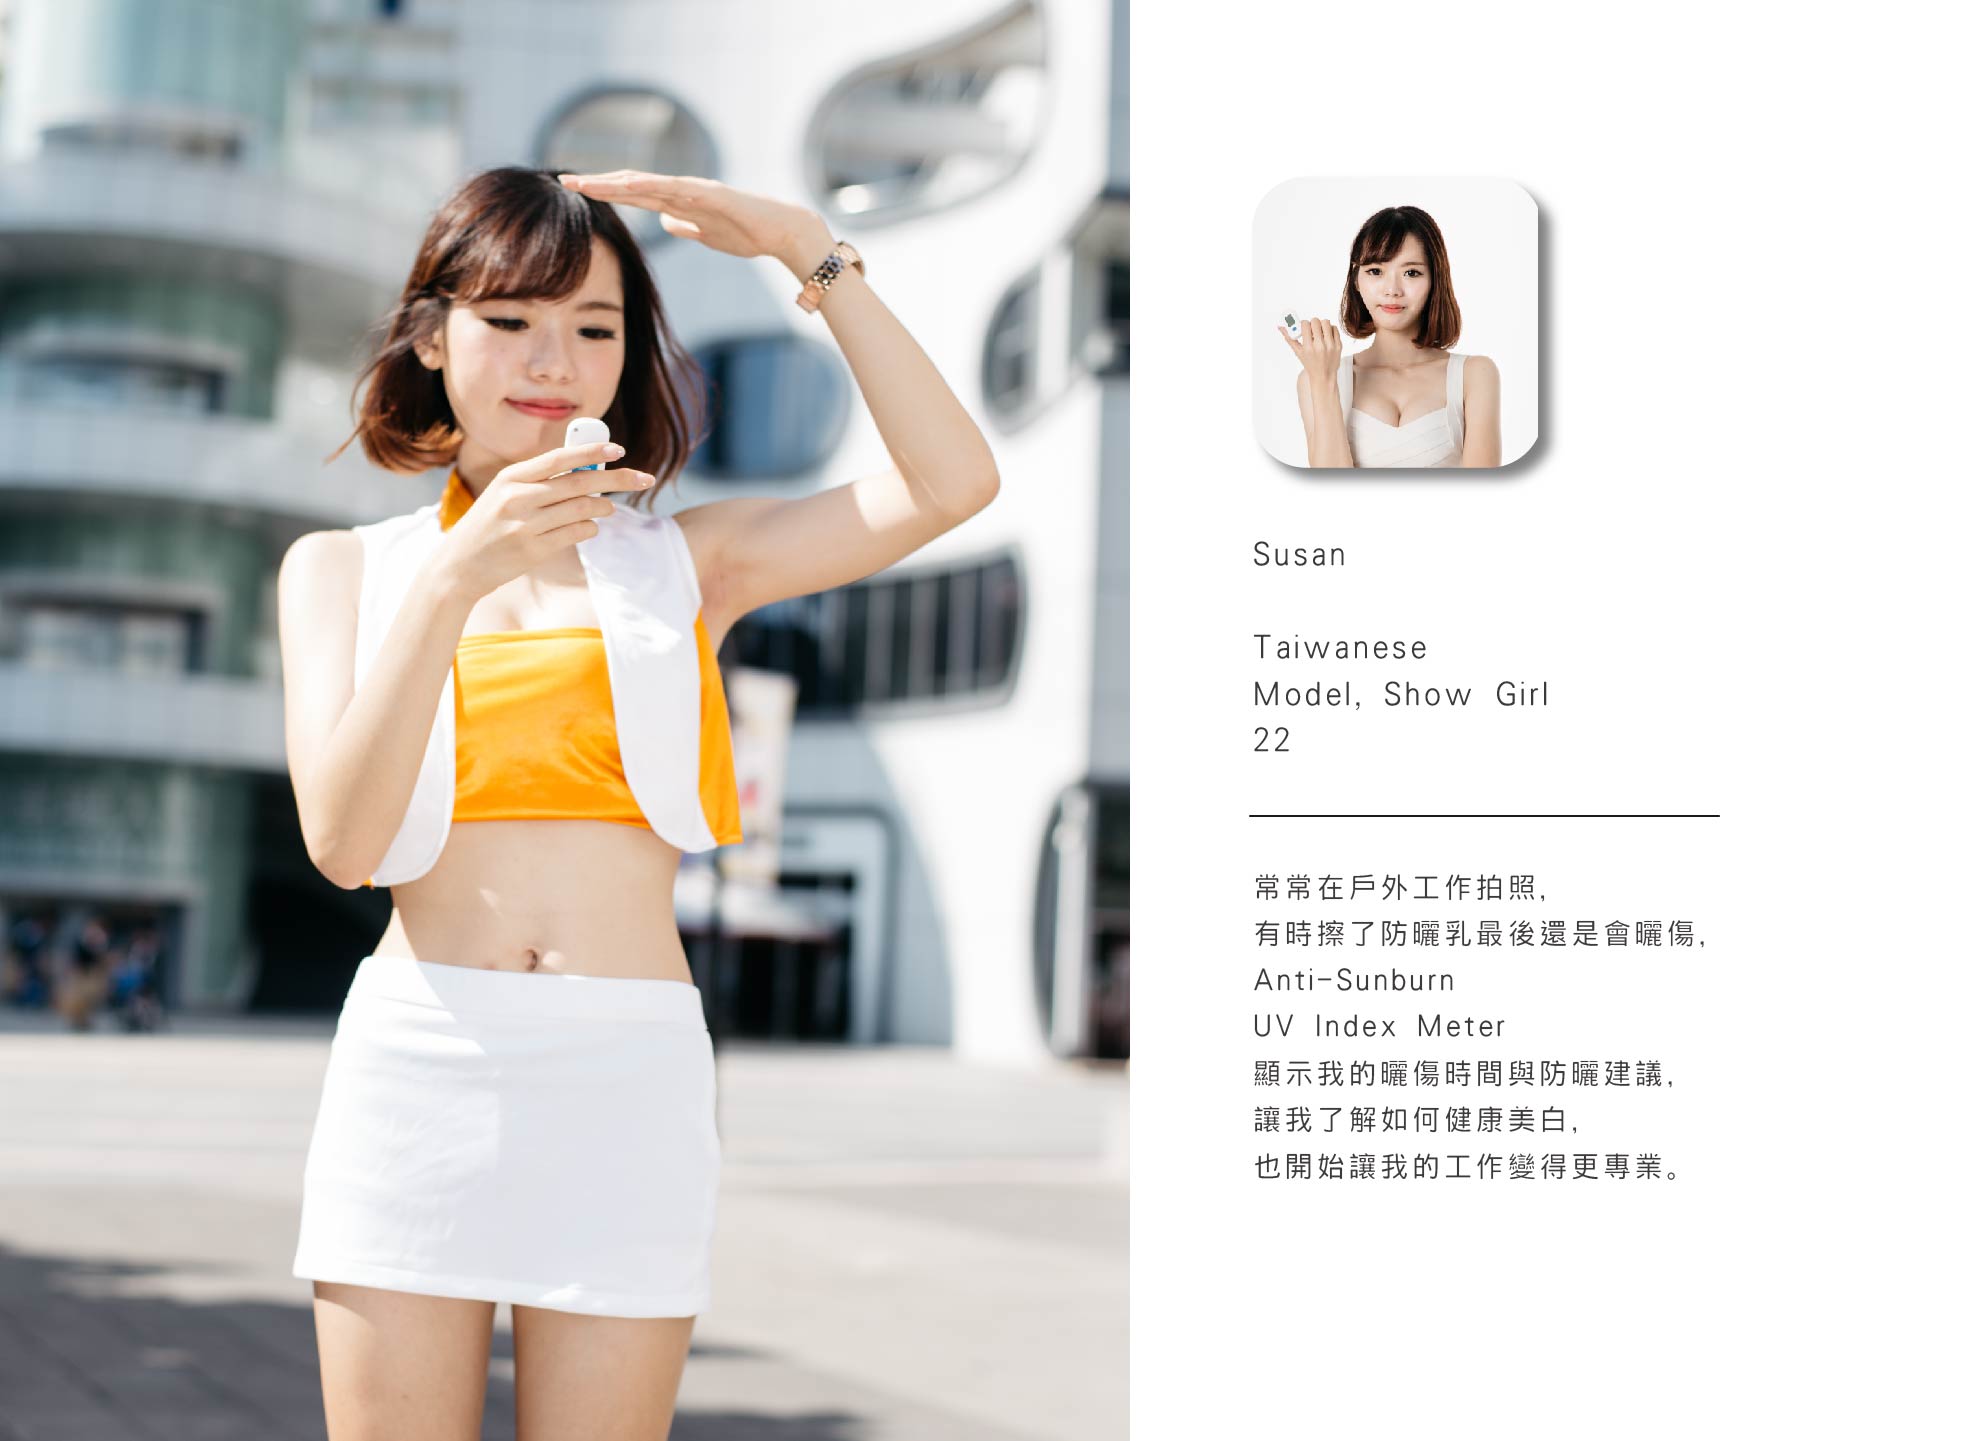 Susan
Taiwanese
Model, Show Girl
22
常常在戶外工作拍照,
有時擦了防曬乳最後還是會曬傷,
Anti-Sunburn
UV Index Meter
顯示我的曬傷時間與防曬建議,
讓我了解如何健康美白,
也開始讓我的工作變得更專業。